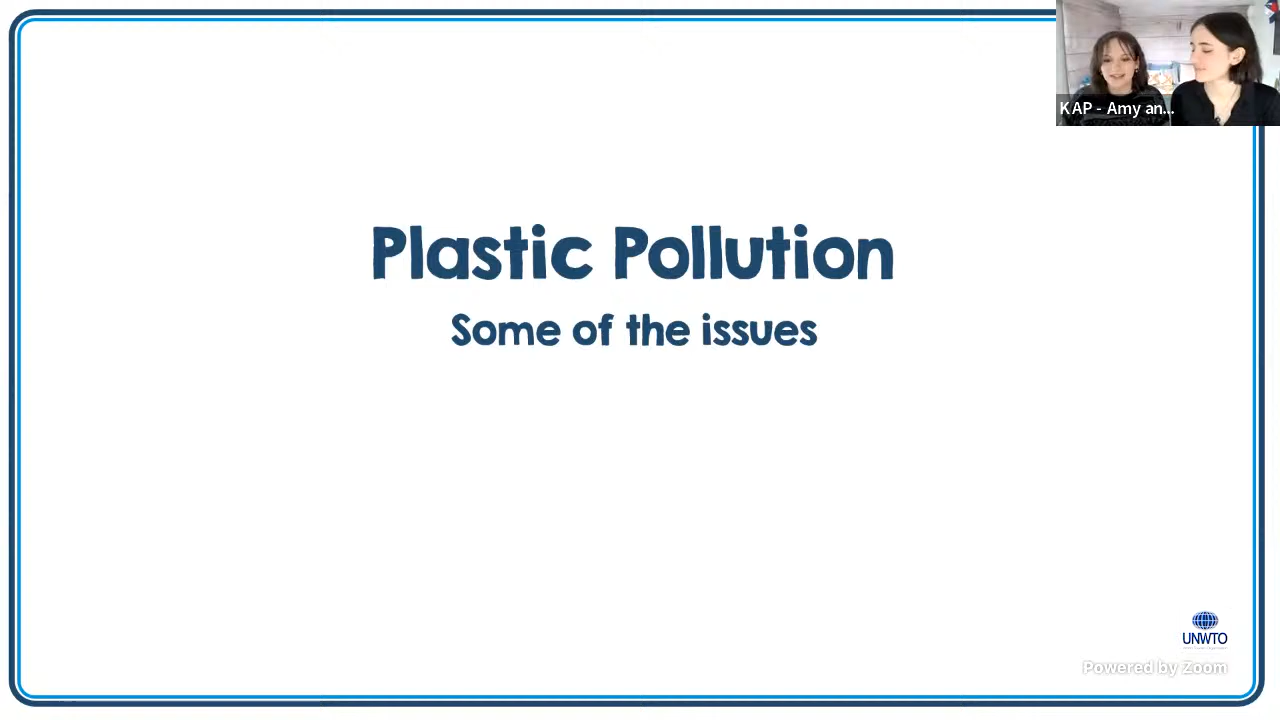 KAP - Amy an...
Plastic Pollution
Some of the issues
UNWTO
Powered by Zoom